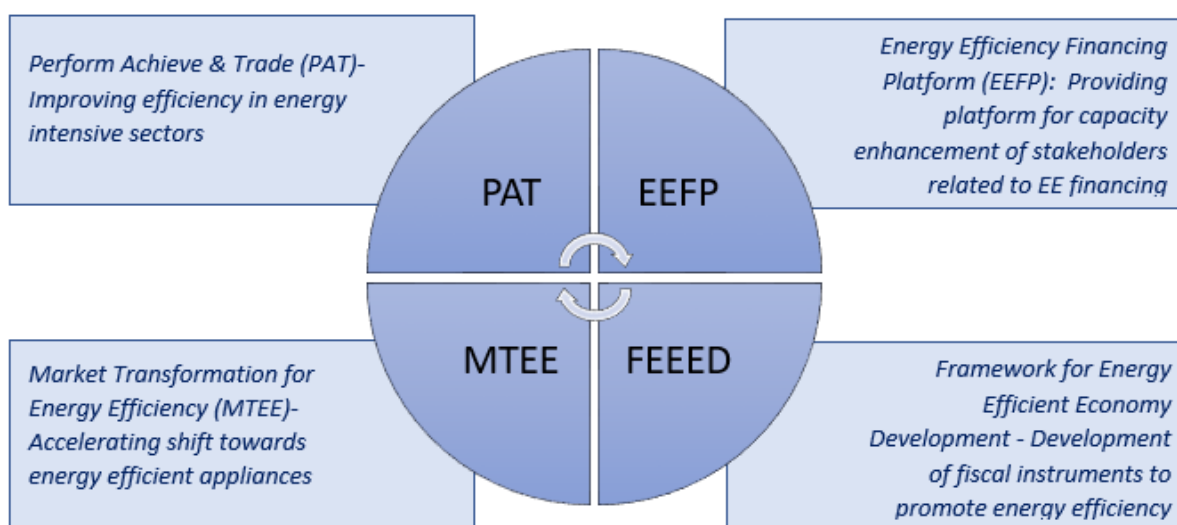 Perform Achieve & Trade (PAT)-
Improving efficiency in energy
intensive sectors
Energy Efficiency Financing
Platform (EEFP): Providing
platform for capacity
enhancement of stakeholders
related to EE financing
PAT
EEFP
MTEE
FEEED
Market Transformation for
Energy Efficiency (MTEE)-
Accelerating shift towards
energy efficient appliances
Framework for Energy
Efficient Economy
Development - Development
of fiscal instruments to
promote energy efficiency